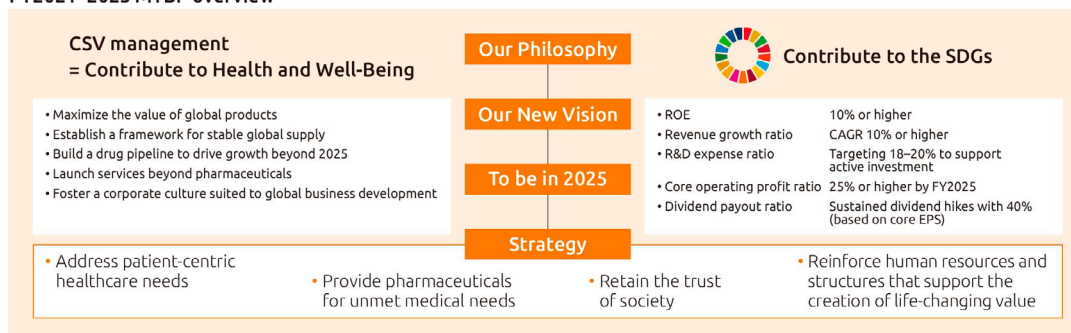 CSV management
= Contribute to Health and Well-Being
• Maximize the value of global products
• Establish a framework for stable global supply
• Build a drug pipeline to drive growth beyond 2025
• Launch services beyond pharmaceuticals
• Foster a corporate culture suited to global business development
Our Philosophy
Our New Vision
To be in 2025
Strategy
Contribute to the SDGs
• ROE 10% or higher
• Revenue growth ratio CAGR 10% or higher
• R&D expense ratio Targeting 18–20% to support
active investment
• Core operating profit ratio 25% or higher by FY2025
• Dividend payout ratio Sustained dividend hikes with 40%
(based on core EPS)
• Address patient-centric
healthcare needs
• Provide pharmaceuticals
for unmet medical needs
• Retain the trust
of society
• Reinforce human resources and
structures that support the
creation of life-changing value